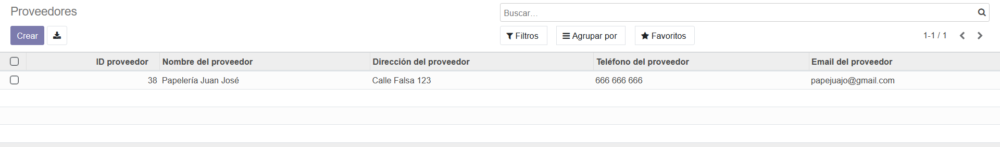 Proveedores
Buscar...
Crear
Filtros
Agrupar por
Favoritos
1-1 / 1
ID proveedor Nombre del proveedor Dirección del proveedor Teléfono del proveedor Email del proveedor
38 Papelería Juan José Calle Falsa 123 666 666 666 papejuajo@gmail.com